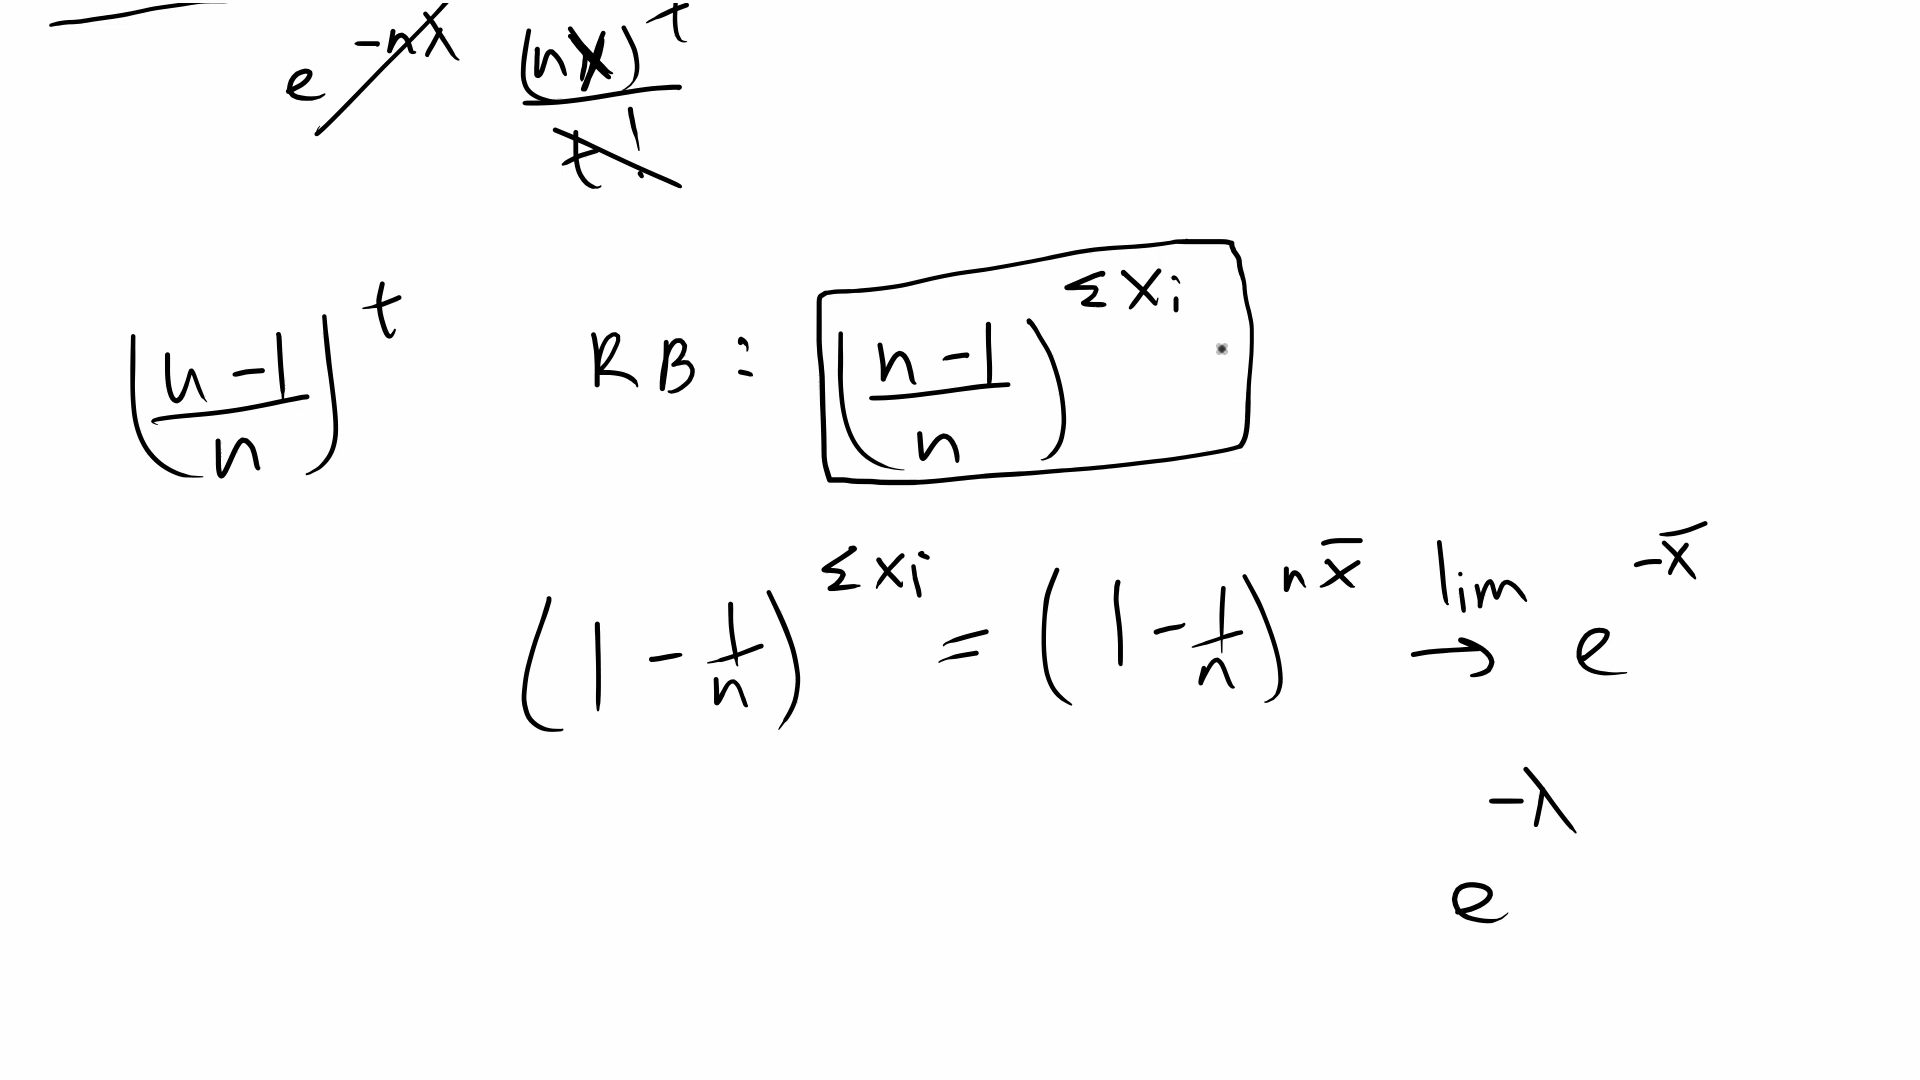 e^{-nλ} (nλ)^t / t!
((n-1)/n)^t RB: ((n-1)/n)^{ΣXi}
(1 - 1/n)^{ΣXi} = (1 - 1/n)^{n x̄} lim → e^{-x̄}
e^{-λ}